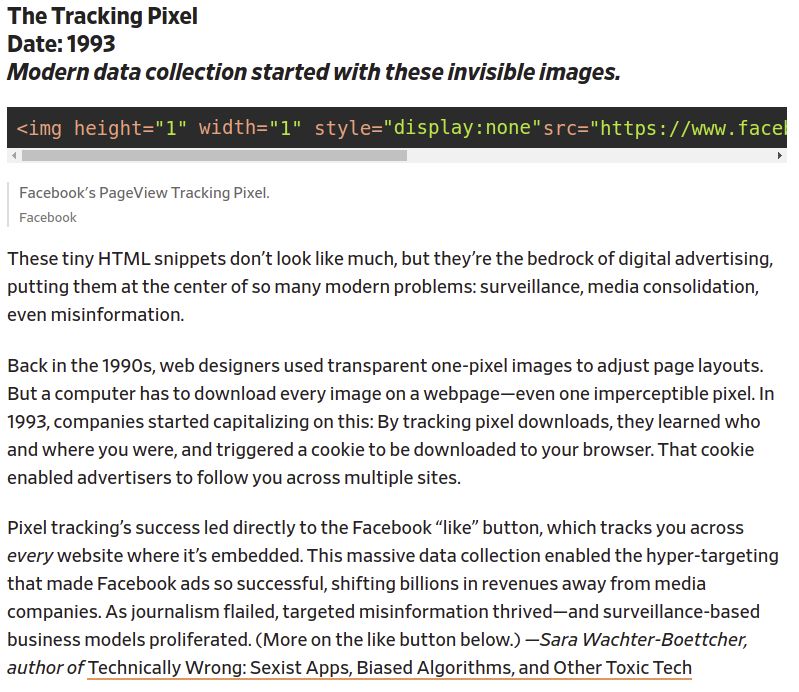 The Tracking Pixel
Date: 1993
Modern data collection started with these invisible images.
<img height="1" width="1" style="display:none"src="https://www.faceb
Facebook’s PageView Tracking Pixel.
Facebook
These tiny HTML snippets don’t look like much, but they’re the bedrock of digital advertising,
putting them at the center of so many modern problems: surveillance, media consolidation,
even misinformation.
Back in the 1990s, web designers used transparent one-pixel images to adjust page layouts.
But a computer has to download every image on a webpage—even one imperceptible pixel. In
1993, companies started capitalizing on this: By tracking pixel downloads, they learned who
and where you were, and triggered a cookie to be downloaded to your browser. That cookie
enabled advertisers to follow you across multiple sites.
Pixel tracking’s success led directly to the Facebook “like” button, which tracks you across
every website where it’s embedded. This massive data collection enabled the hyper-targeting
that made Facebook ads so successful, shifting billions in revenues away from media
companies. As journalism flailed, targeted misinformation thrived—and surveillance-based
business models proliferated. (More on the like button below.) —Sara Wachter-Boettcher,
author of Technically Wrong: Sexist Apps, Biased Algorithms, and Other Toxic Tech